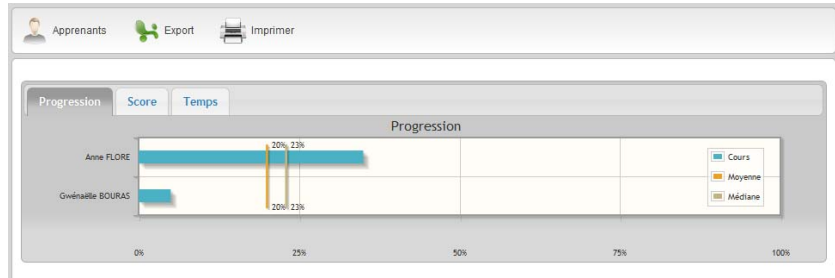 Apprenants Export Imprimer
Progression Score Temps
Progression
20% 23%
Anne FLORE
Cours
Moyenne
Gwénaëlle BOURAS
Médiane
20% 23%
0% 25% 50% 75% 100%